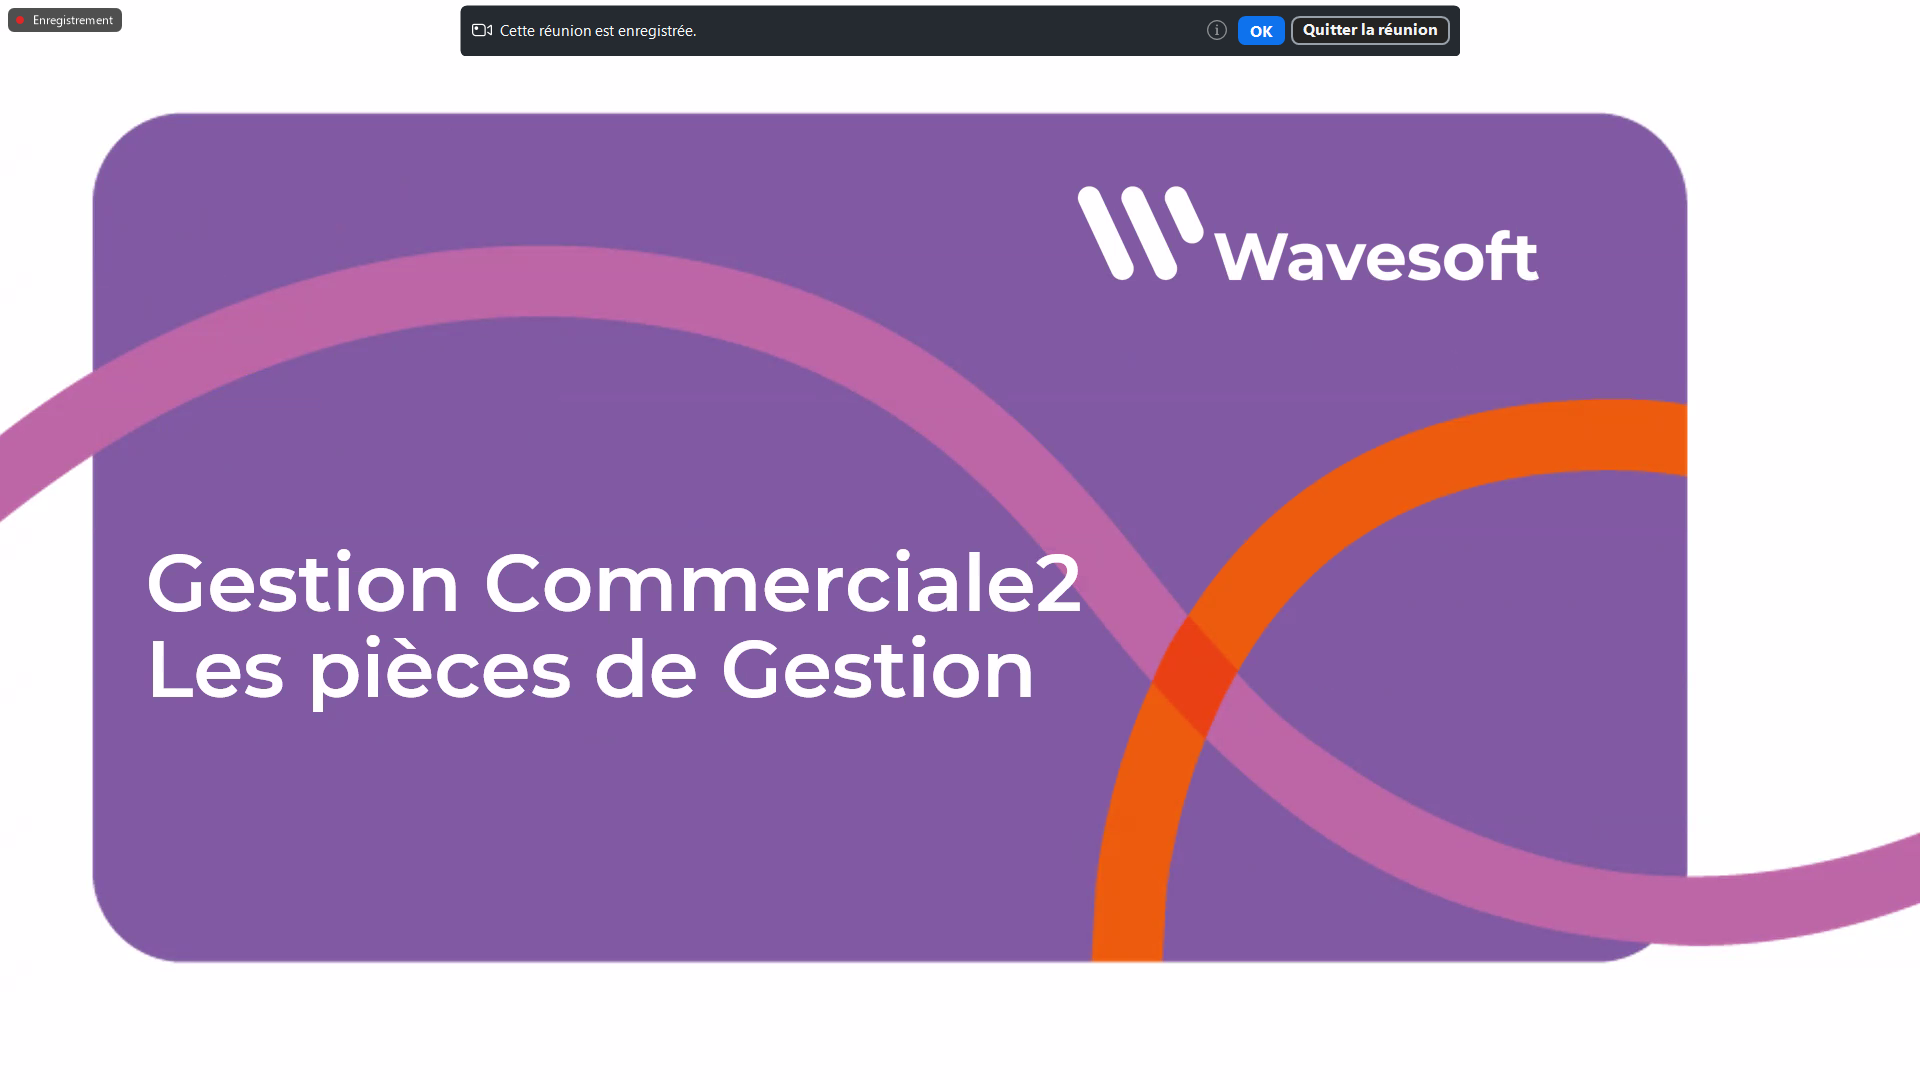 Enregistrement
Cette réunion est enregistrée.
OK
Quitter la réunion
Wavesoft
Gestion Commerciale2
Les pièces de Gestion